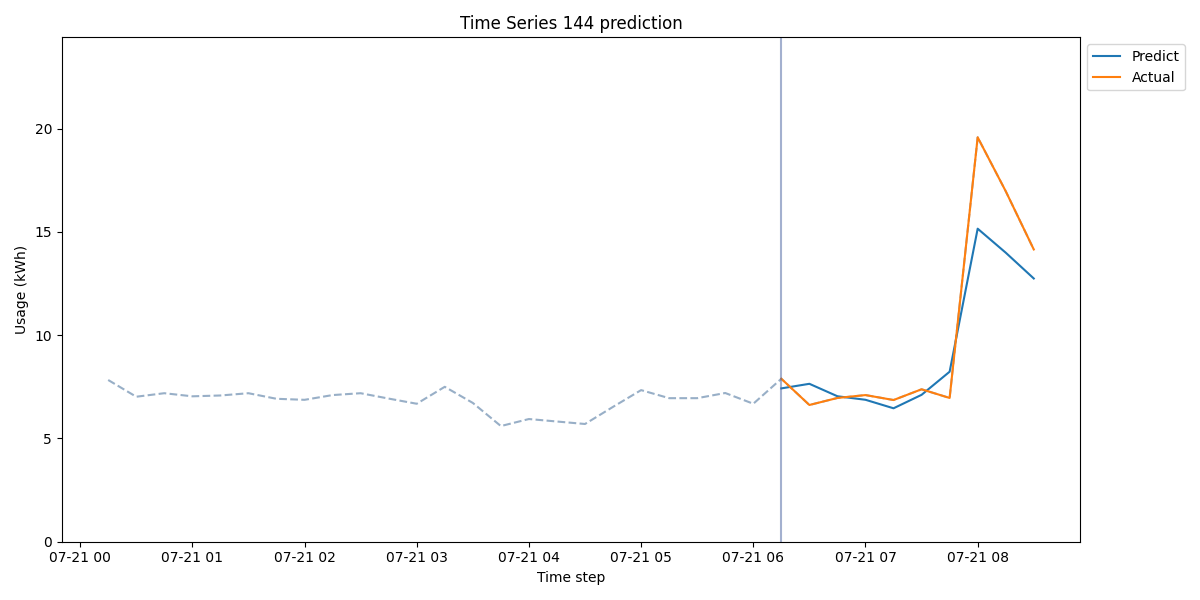 Time Series 144 prediction
Predict
Actual
Usage (kWh)
20
15
10
5
0
07-21 00 07-21 01 07-21 02 07-21 03 07-21 04 07-21 05 07-21 06 07-21 07 07-21 08
Time step